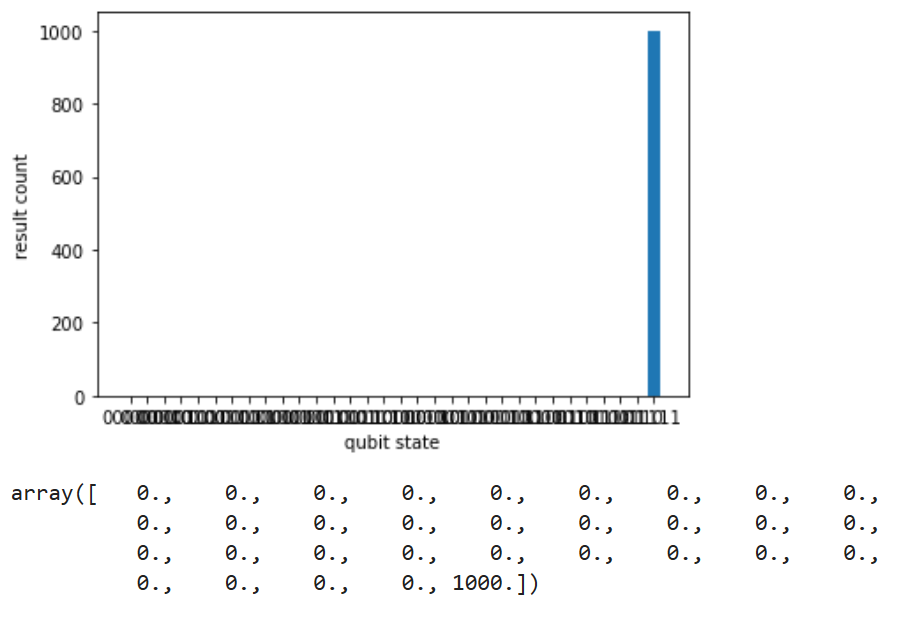 1000
800
600
400
200
0
result count
qubit state
array([ 0., 0., 0., 0., 0., 0., 0., 0., 0.,
0., 0., 0., 0., 0., 0., 0., 0., 0.,
0., 0., 0., 0., 0., 0., 0., 0., 0.,
0., 0., 0., 0., 1000.])